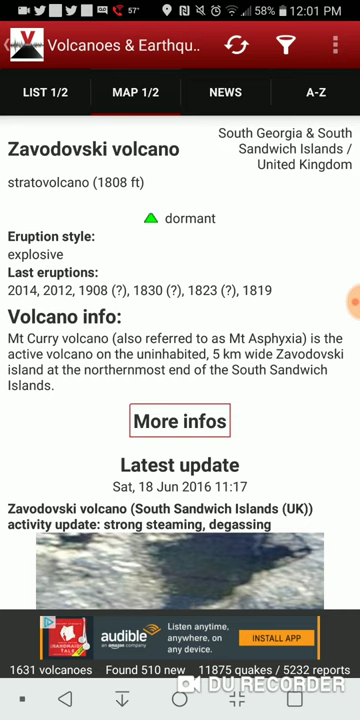 57° 58% 12:01 PM
Volcanoes & Earthqu..
LIST 1/2 MAP 1/2 NEWS A-Z
Zavodovski volcano
South Georgia & South
Sandwich Islands /
United Kingdom
stratovolcano (1808 ft)
dormant
Eruption style:
explosive
Last eruptions:
2014, 2012, 1908 (?), 1830 (?), 1823 (?), 1819
Volcano info:
Mt Curry volcano (also referred to as Mt Asphyxia) is the
active volcano on the uninhabited, 5 km wide Zavodovski
island at the northernmost end of the South Sandwich
Islands.
More infos
Latest update
Sat, 18 Jun 2016 11:17
Zavodovski volcano (South Sandwich Islands (UK))
activity update: strong steaming, degassing
audible
an amazon company
Listen anytime,
anywhere, on
any device.
INSTALL APP
1631 volcanoes Found 510 new 11875 quakes / 5232 reports
DU RECORDER